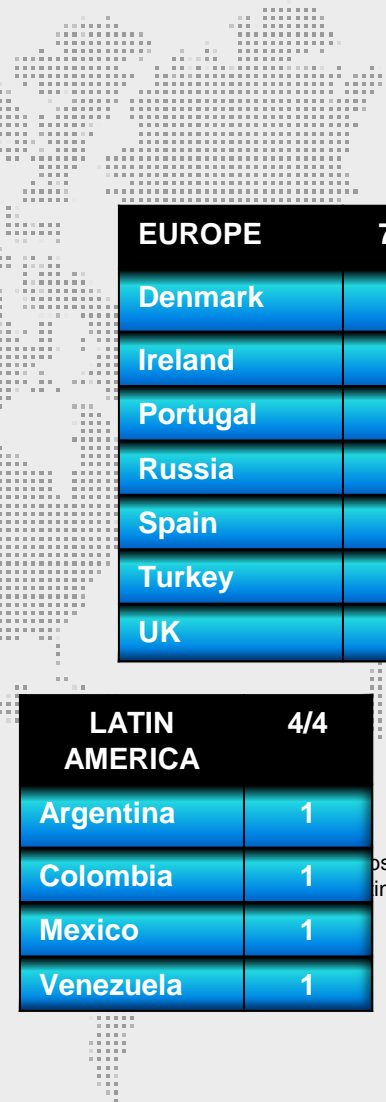 EUROPE 7
Denmark
Ireland
Portugal
Russia
Spain
Turkey
UK
LATIN 4/4
AMERICA
Argentina 1
Colombia 1
Mexico 1
Venezuela 1